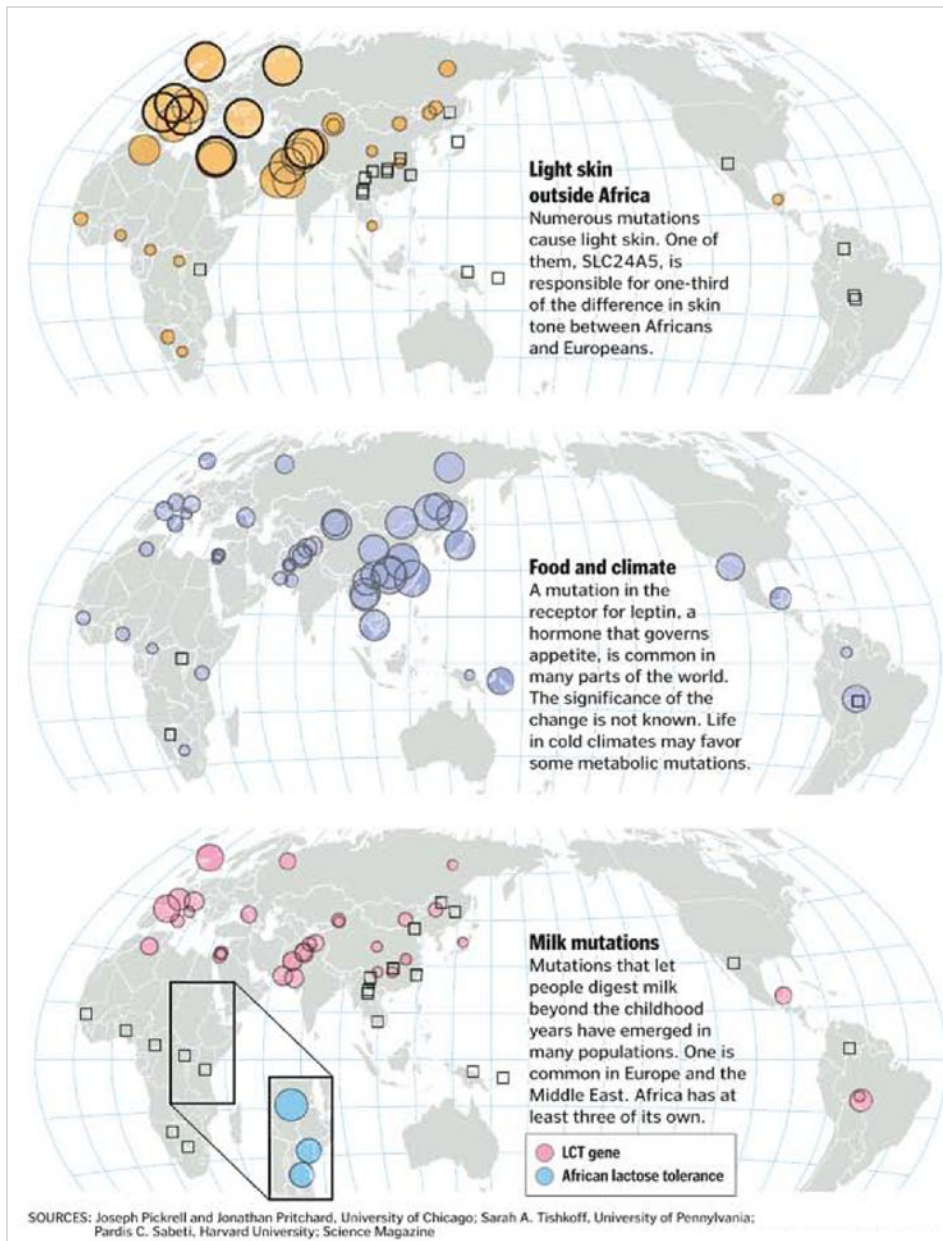 Light skin
outside Africa
Numerous mutations
cause light skin. One of
them, SLC24A5, is
responsible for one-third
of the difference in skin
tone between Africans
and Europeans.
Food and climate
A mutation in the
receptor for leptin, a
hormone that governs
appetite, is common in
many parts of the world.
The significance of the
change is not known. Life
in cold climates may favor
some metabolic mutations.
Milk mutations
Mutations that let
people digest milk
beyond the childhood
years have emerged in
many populations. One is
common in Europe and the
Middle East. Africa has at
least three of its own.
LCT gene
African lactose tolerance
SOURCES: Joseph Pickrell and Jonathan Pritchard, University of Chicago; Sarah A. Tishkoff, University of Pennsylvania;
Pardis C. Sabeti, Harvard University; Science Magazine